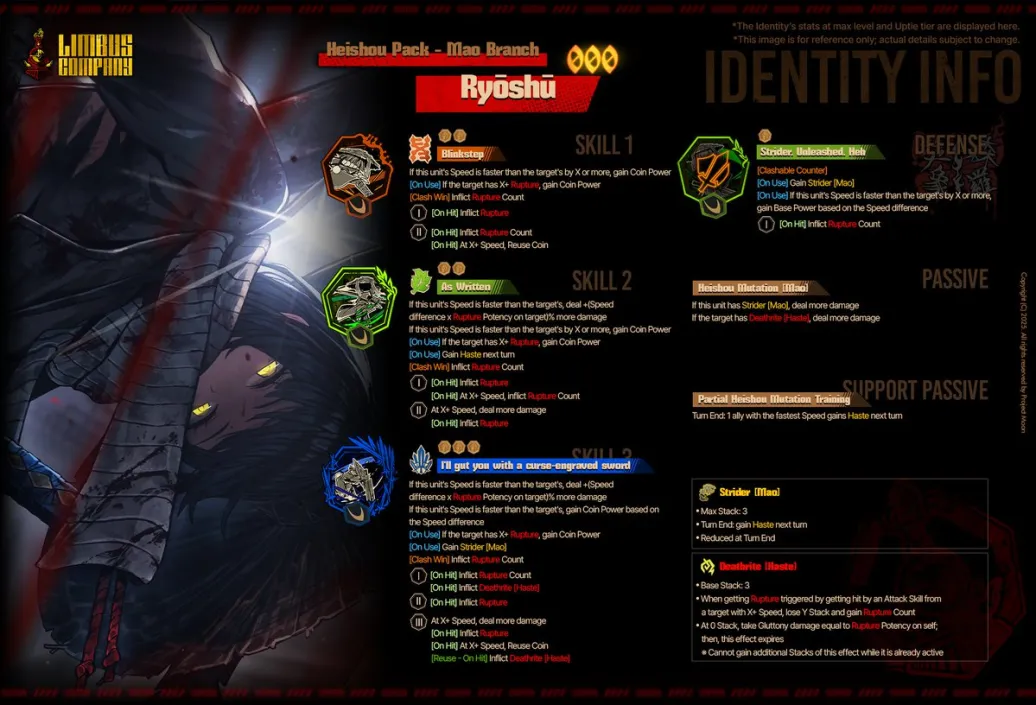 LIMBUS
COMPANY
*The Identity's stats at max level and Uptie tier are displayed here.
*This image is for reference only; actual details subject to change.
IDENTITY INFO
Heishou Pack - Mao Branch
Ryōshū
SKILL 1
Blinkstep
If this unit's Speed is faster than the target's by X or more, gain Coin Power
[On Use] If the target has X+ Rupture, gain Coin Power
[Clash Win] Inflict Rupture Count
I [On Hit] Inflict Rupture
II [On Hit] Inflict Rupture Count
[On Hit] At X+ Speed, Reuse Coin
SKILL 2
As Written
If this unit's Speed is faster than the target's, deal +(Speed
difference x Rupture Potency on target)% more damage
If this unit's Speed is faster than the target's by X or more, gain Coin Power
[On Use] If the target has X+ Rupture, gain Coin Power
[On Use] Gain Haste next turn
[Clash Win] Inflict Rupture Count
I [On Hit] Inflict Rupture
[On Hit] At X+ Speed, inflict Rupture Count
II At X+ Speed, deal more damage
[On Hit] Inflict Rupture
SKILL 3
I'll gut you with a curse-engraved sword
If this unit's Speed is faster than the target's, deal +(Speed
difference x Rupture Potency on target)% more damage
If this unit's Speed is faster than the target's, gain Coin Power based on
the Speed difference
[On Use] If the target has X+ Rupture, gain Coin Power
[On Use] Gain Strider [Mao]
[Clash Win] Inflict Rupture Count
I [On Hit] Inflict Rupture Count
[On Hit] Inflict Deathrite [Haste]
II [On Hit] Inflict Rupture
III At X+ Speed, deal more damage
[On Hit] Inflict Rupture
[On Hit] At X+ Speed, Reuse Coin
[Reuse - On Hit] Inflict Deathrite [Haste]
DEFENSE
Strider, Unleashed, Heh
[Clashable Counter]
[On Use] Gain Strider [Mao]
[On Use] If this unit's Speed is faster than the target's by X or more,
gain Base Power based on the Speed difference
I [On Hit] Inflict Rupture Count
PASSIVE
Heishou Mutation [Mao]
If this unit has Strider [Mao], deal more damage
If the target has Deathrite [Haste], deal more damage
SUPPORT PASSIVE
Partial Heishou Mutation Training
Turn End: 1 ally with the fastest Speed gains Haste next turn
Strider [Mao]
• Max Stack: 3
• Turn End: gain Haste next turn
• Reduced at Turn End
Deathrite [Haste]
• Base Stack: 3
• When getting Rupture triggered by getting hit by an Attack Skill from
a target with X+ Speed, lose Y Stack and gain Rupture Count
• At 0 Stack, take Gluttony damage equal to Rupture Potency on self;
then, this effect expires
※ Cannot gain additional Stacks of this effect while it is already active
Copyright (C) 2025. All rights reserved by Project Moon